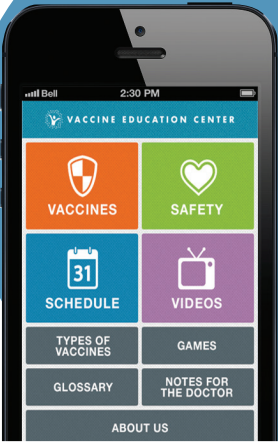 Bell 2:30 PM
VACCINE EDUCATION CENTER
VACCINES
SAFETY
31
SCHEDULE
VIDEOS
TYPES OF
VACCINES
GAMES
GLOSSARY
NOTES FOR
THE DOCTOR
ABOUT US